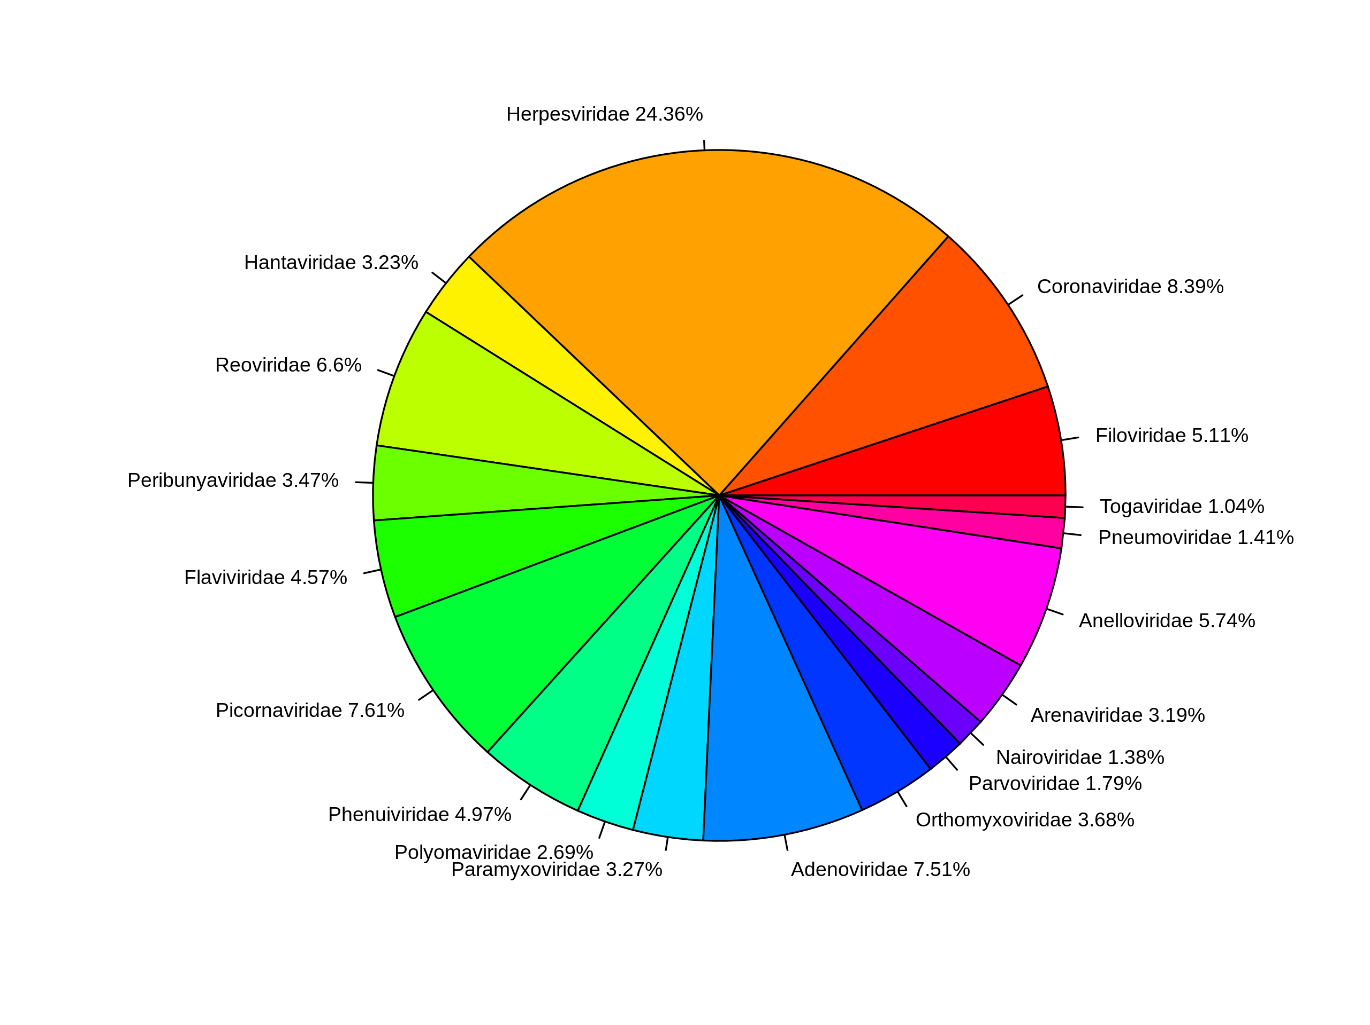 Herpesviridae 24.36%
Hantaviridae 3.23%
Coronaviridae 8.39%
Reoviridae 6.6%
Filoviridae 5.11%
Peribunyaviridae 3.47%
Togaviridae 1.04%
Pneumoviridae 1.41%
Flaviviridae 4.57%
Anelloviridae 5.74%
Picornaviridae 7.61%
Arenaviridae 3.19%
Nairoviridae 1.38%
Parvoviridae 1.79%
Phenuiviridae 4.97%
Orthomyxoviridae 3.68%
Polyomaviridae 2.69%
Paramyxoviridae 3.27%
Adenoviridae 7.51%